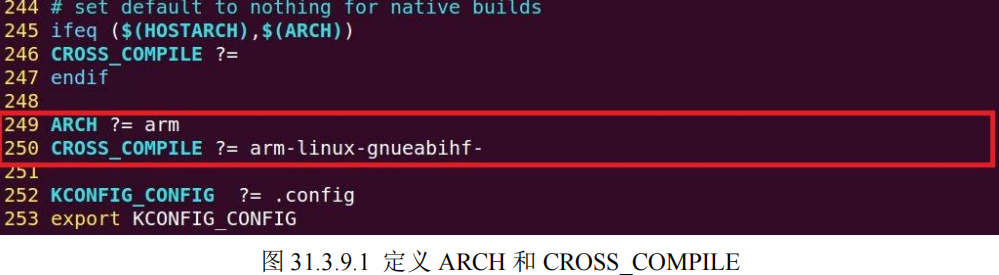 244 # set default to nothing for native builds
245 ifeq ($(HOSTARCH),$(ARCH))
246 CROSS_COMPILE ?=
247 endif
248
249 ARCH ?= arm
250 CROSS_COMPILE ?= arm-linux-gnueabihf-
251
252 KCONFIG_CONFIG  ?= .config
253 export KCONFIG_CONFIG
图 31.3.9.1 定义 ARCH 和 CROSS_COMPILE